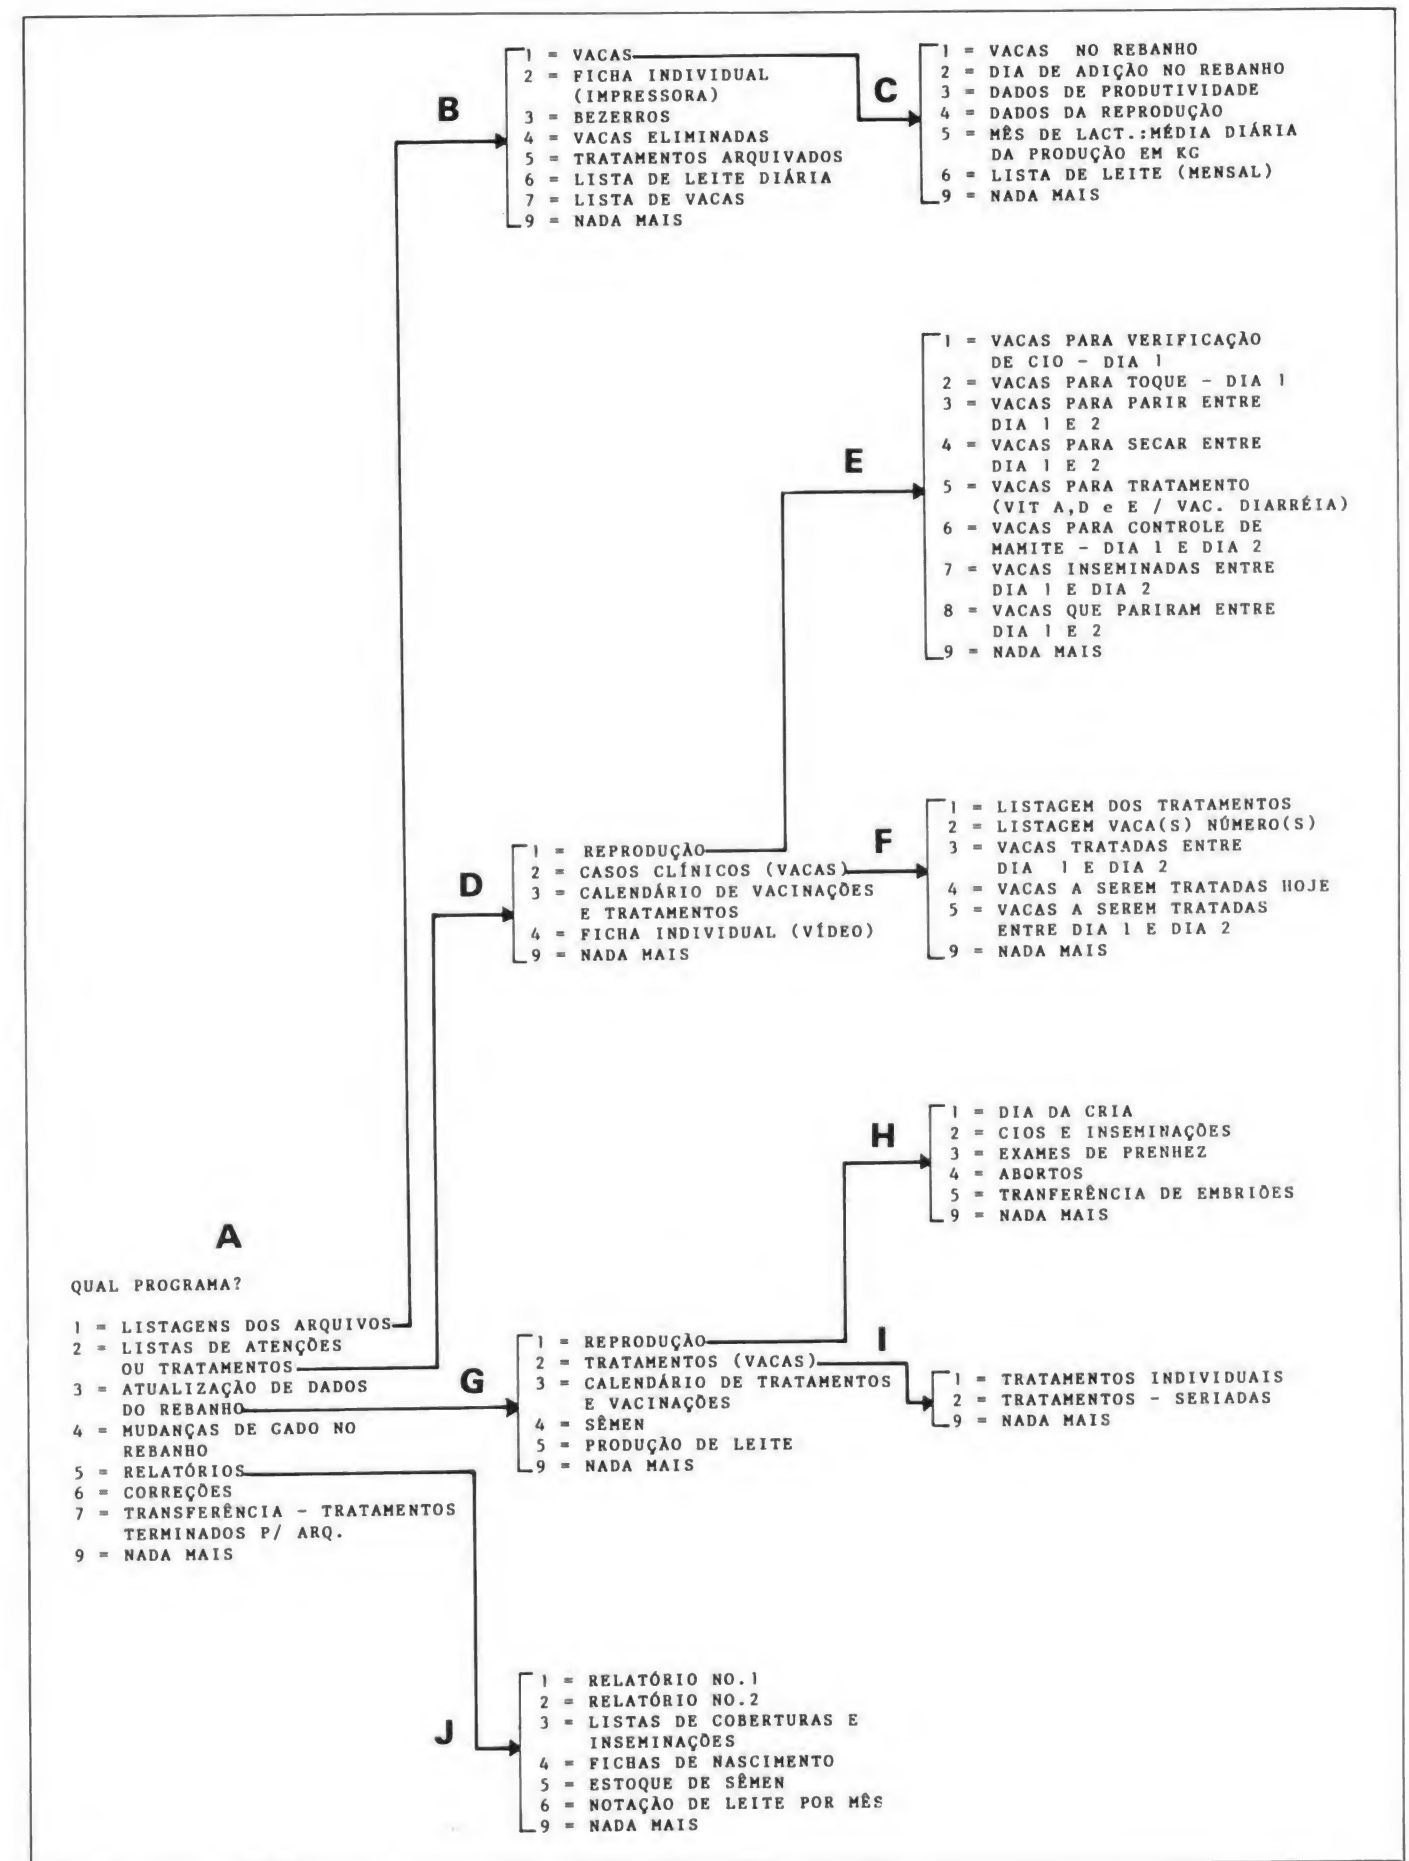 B
1 = VACAS
2 = FICHA INDIVIDUAL
(IMPRESSORA)
3 = BEZERROS
4 = VACAS ELIMINADAS
5 = TRATAMENTOS ARQUIVADOS
6 = LISTA DE LEITE DIÁRIA
7 = LISTA DE VACAS
9 = NADA MAIS
C
1 = VACAS NO REBANHO
2 = DIA DE ADIÇÃO NO REBANHO
3 = DADOS DE PRODUTIVIDADE
4 = DADOS DA REPRODUÇÃO
5 = MÊS DE LACT.:MÉDIA DIÁRIA
DA PRODUÇÃO EM KG
6 = LISTA DE LEITE (MENSAL)
9 = NADA MAIS
E
1 = VACAS PARA VERIFICAÇÃO
DE CIO - DIA 1
2 = VACAS PARA TOQUE - DIA 1
3 = VACAS PARA PARIR ENTRE
DIA 1 E 2
4 = VACAS PARA SECAR ENTRE
DIA 1 E 2
5 = VACAS PARA TRATAMENTO
(VIT A,D e E / VAC. DIARRÉIA)
6 = VACAS PARA CONTROLE DE
MAMITE - DIA 1 E DIA 2
7 = VACAS INSEMINADAS ENTRE
DIA 1 E DIA 2
8 = VACAS QUE PARIRAM ENTRE
DIA 1 E 2
9 = NADA MAIS
D
1 = REPRODUÇÃO
2 = CASOS CLÍNICOS (VACAS)
3 = CALENDÁRIO DE VACINAÇÕES
E TRATAMENTOS
4 = FICHA INDIVIDUAL (VÍDEO)
9 = NADA MAIS
F
1 = LISTAGEM DOS TRATAMENTOS
2 = LISTAGEM VACA(S) NÚMERO(S)
3 = VACAS TRATADAS ENTRE
DIA 1 E DIA 2
4 = VACAS A SEREM TRATADAS HOJE
5 = VACAS A SEREM TRATADAS
ENTRE DIA 1 E DIA 2
9 = NADA MAIS
H
1 = DIA DA CRIA
2 = CIOS E INSEMINAÇÕES
3 = EXAMES DE PRENHEZ
4 = ABORTOS
5 = TRANFERÊNCIA DE EMBRIÕES
9 = NADA MAIS
A
QUAL PROGRAMA?
1 = LISTAGENS DOS ARQUIVOS
2 = LISTAS DE ATENÇÕES
OU TRATAMENTOS
3 = ATUALIZAÇÃO DE DADOS
DO REBANHO
4 = MUDANÇAS DE GADO NO
REBANHO
5 = RELATÓRIOS
6 = CORREÇÕES
7 = TRANSFERÊNCIA - TRATAMENTOS
TERMINADOS P/ ARQ.
9 = NADA MAIS
G
1 = REPRODUÇÃO
2 = TRATAMENTOS (VACAS)
3 = CALENDÁRIO DE TRATAMENTOS
E VACINAÇÕES
4 = SÊMEN
5 = PRODUÇÃO DE LEITE
9 = NADA MAIS
I
1 = TRATAMENTOS INDIVIDUAIS
2 = TRATAMENTOS - SERIADAS
9 = NADA MAIS
J
1 = RELATÓRIO NO.1
2 = RELATÓRIO NO.2
3 = LISTAS DE COBERTURAS E
INSEMINAÇÕES
4 = FICHAS DE NASCIMENTO
5 = ESTOQUE DE SÊMEN
6 = NOTAÇÃO DE LEITE POR MÊS
9 = NADA MAIS